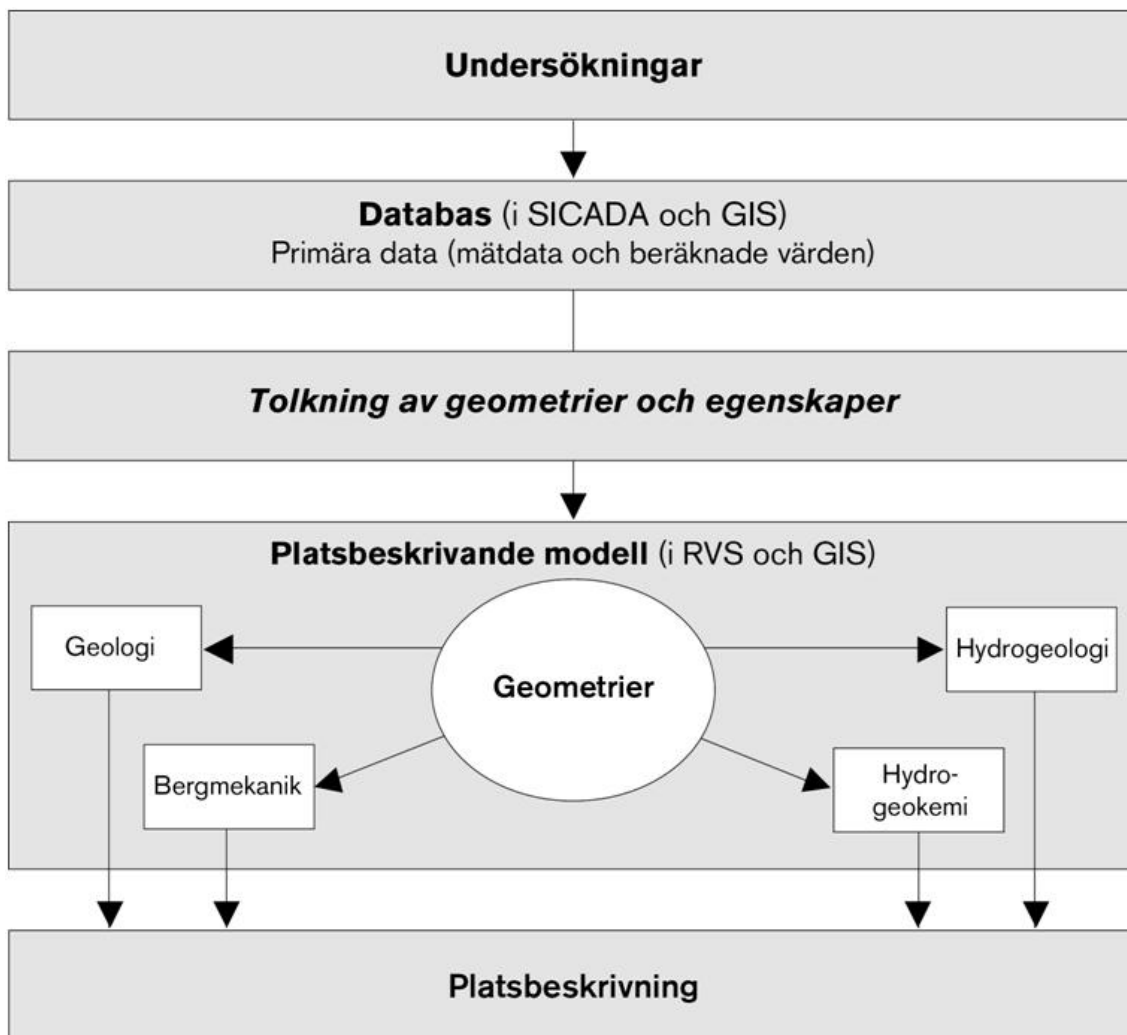 Undersökningar
Databas (i SICADA och GIS)
Primära data (mätdata och beräknade värden)
Tolkning av geometrier och egenskaper
Platsbeskrivande modell (i RVS och GIS)
Geologi
Geometrier
Hydrogeologi
Bergmekanik
Hydro-
geokemi
Platsbeskrivning